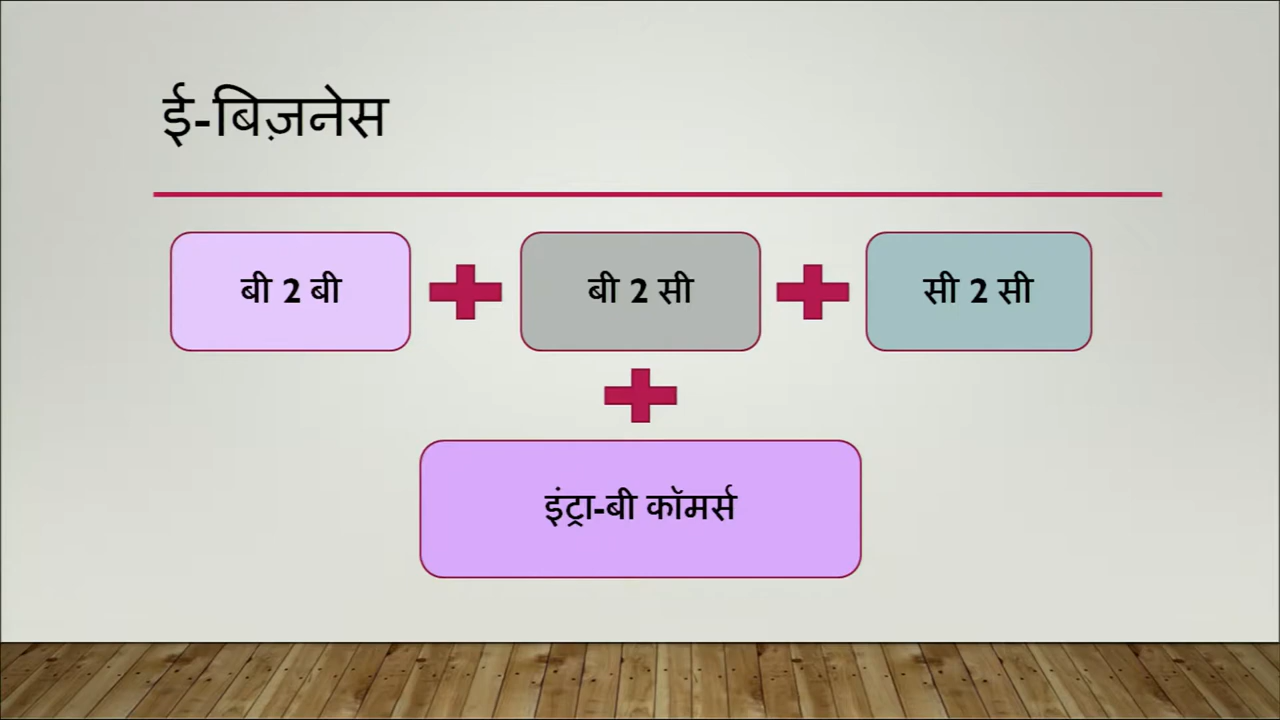 ई-बिज़नेस
बी 2 बी
बी 2 सी
सी 2 सी
इंट्रा-बी कॉमर्स